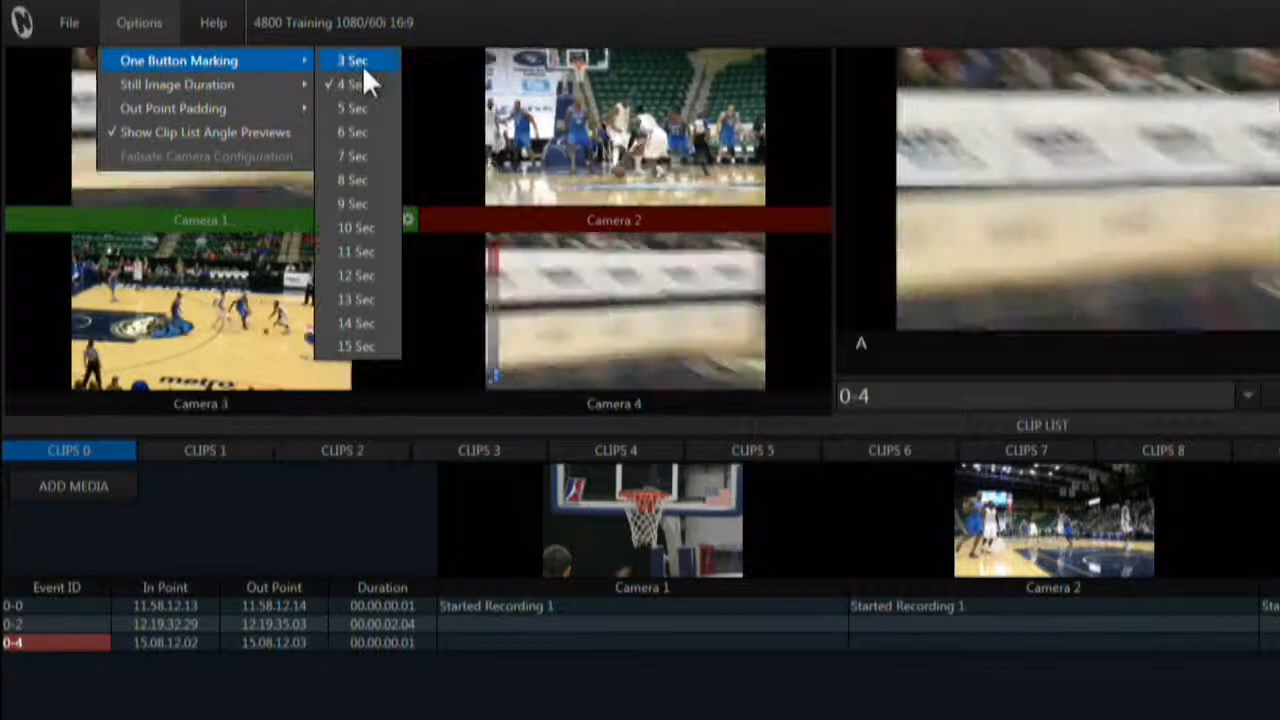 File Options Help 4800 Training 1080/60i 16:9
One Button Marking
Still Image Duration
Out Point Padding
✓ Show Clip List Angle Previews
Failsafe Camera Configuration
3 Sec
✓ 4 Sec
5 Sec
6 Sec
7 Sec
8 Sec
9 Sec
10 Sec
11 Sec
12 Sec
13 Sec
14 Sec
15 Sec
Camera 1 Camera 2
metro
Camera 3 Camera 4
A
0-4
CLIP LIST
CLIPS 0 CLIPS 1 CLIPS 2 CLIPS 3 CLIPS 4 CLIPS 5 CLIPS 6 CLIPS 7 CLIPS 8
ADD MEDIA
Event ID In Point Out Point Duration Camera 1 Camera 2
0-0 11.58.12.13 11.58.12.14 00.00.00.01 Started Recording 1 Started Recording 1 Sta
0-2 12.19.32.29 12.19.35.03 00.00.02.04
0-4 15.08.12.02 15.08.12.03 00.00.00.01